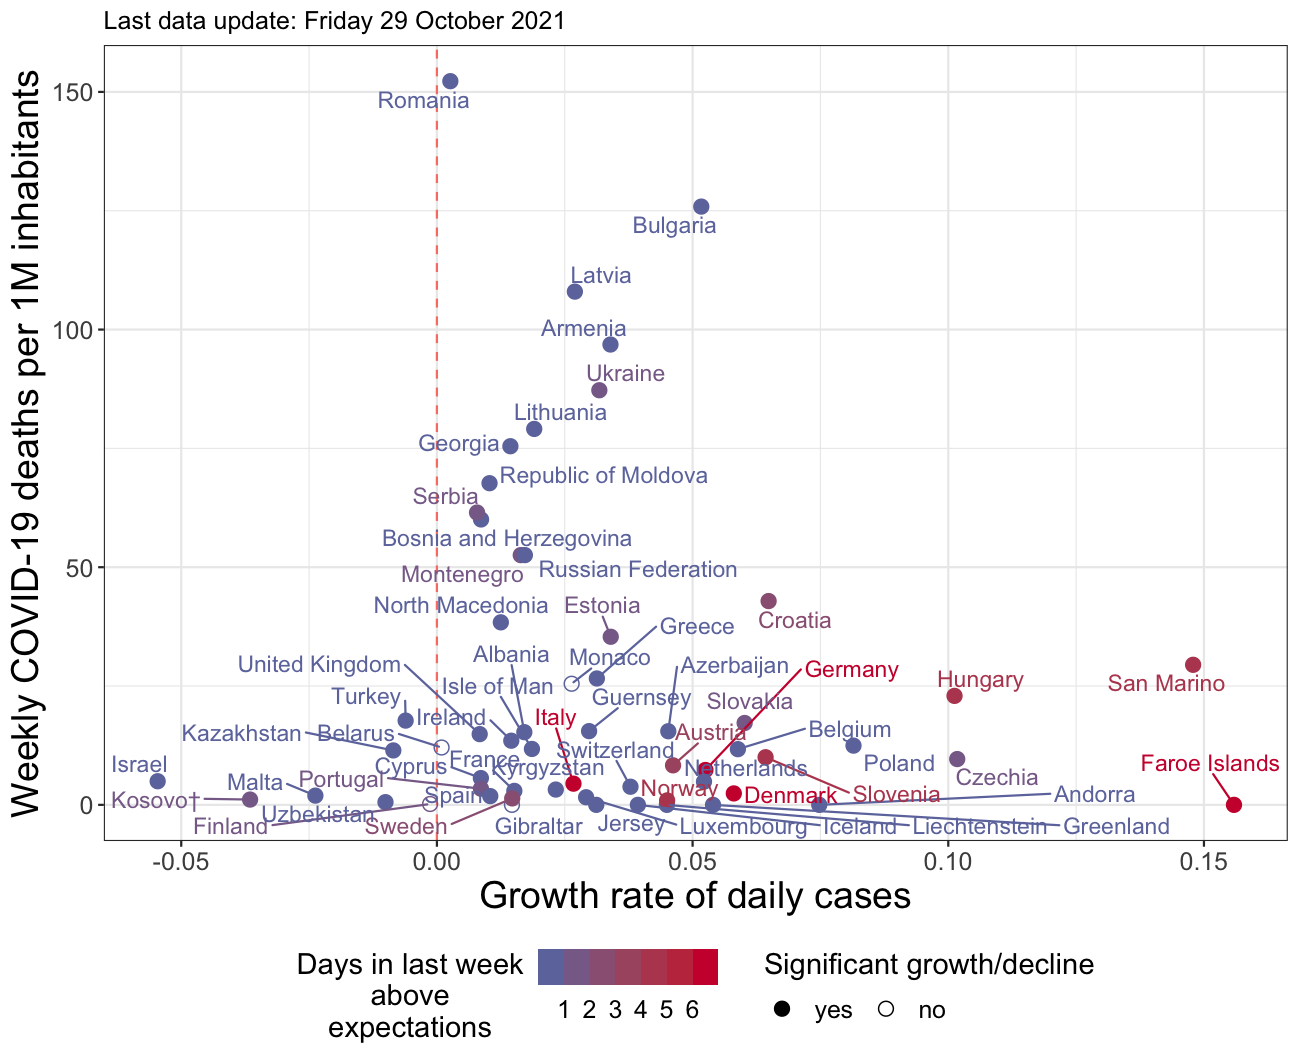 Last data update: Friday 29 October 2021
Weekly COVID-19 deaths per 1M inhabitants
150
100
50
0
Romania
Bulgaria
Latvia
Armenia
Ukraine
Lithuania
Georgia
Republic of Moldova
Serbia
Bosnia and Herzegovina
Montenegro
Russian Federation
North Macedonia
Estonia
Croatia
Greece
Albania
Monaco
United Kingdom
Azerbaijan
Germany
Hungary
San Marino
Isle of Man
Turkey
Guernsey
Slovakia
Ireland
Italy
Kazakhstan
Belarus
Austria
Belgium
Switzerland
France
Israel
Cyprus
Kyrgyzstan
Netherlands
Poland
Faroe Islands
Portugal
Czechia
Malta
Norway
Spain
Denmark
Slovenia
Andorra
Kosovo†
Uzbekistan
Finland
Sweden
Gibraltar
Jersey
Luxembourg
Iceland
Liechtenstein
Greenland
-0.05
0.00
0.05
0.10
0.15
Growth rate of daily cases
Days in last week
above
expectations
1 2 3 4 5 6
Significant growth/decline
yes
no